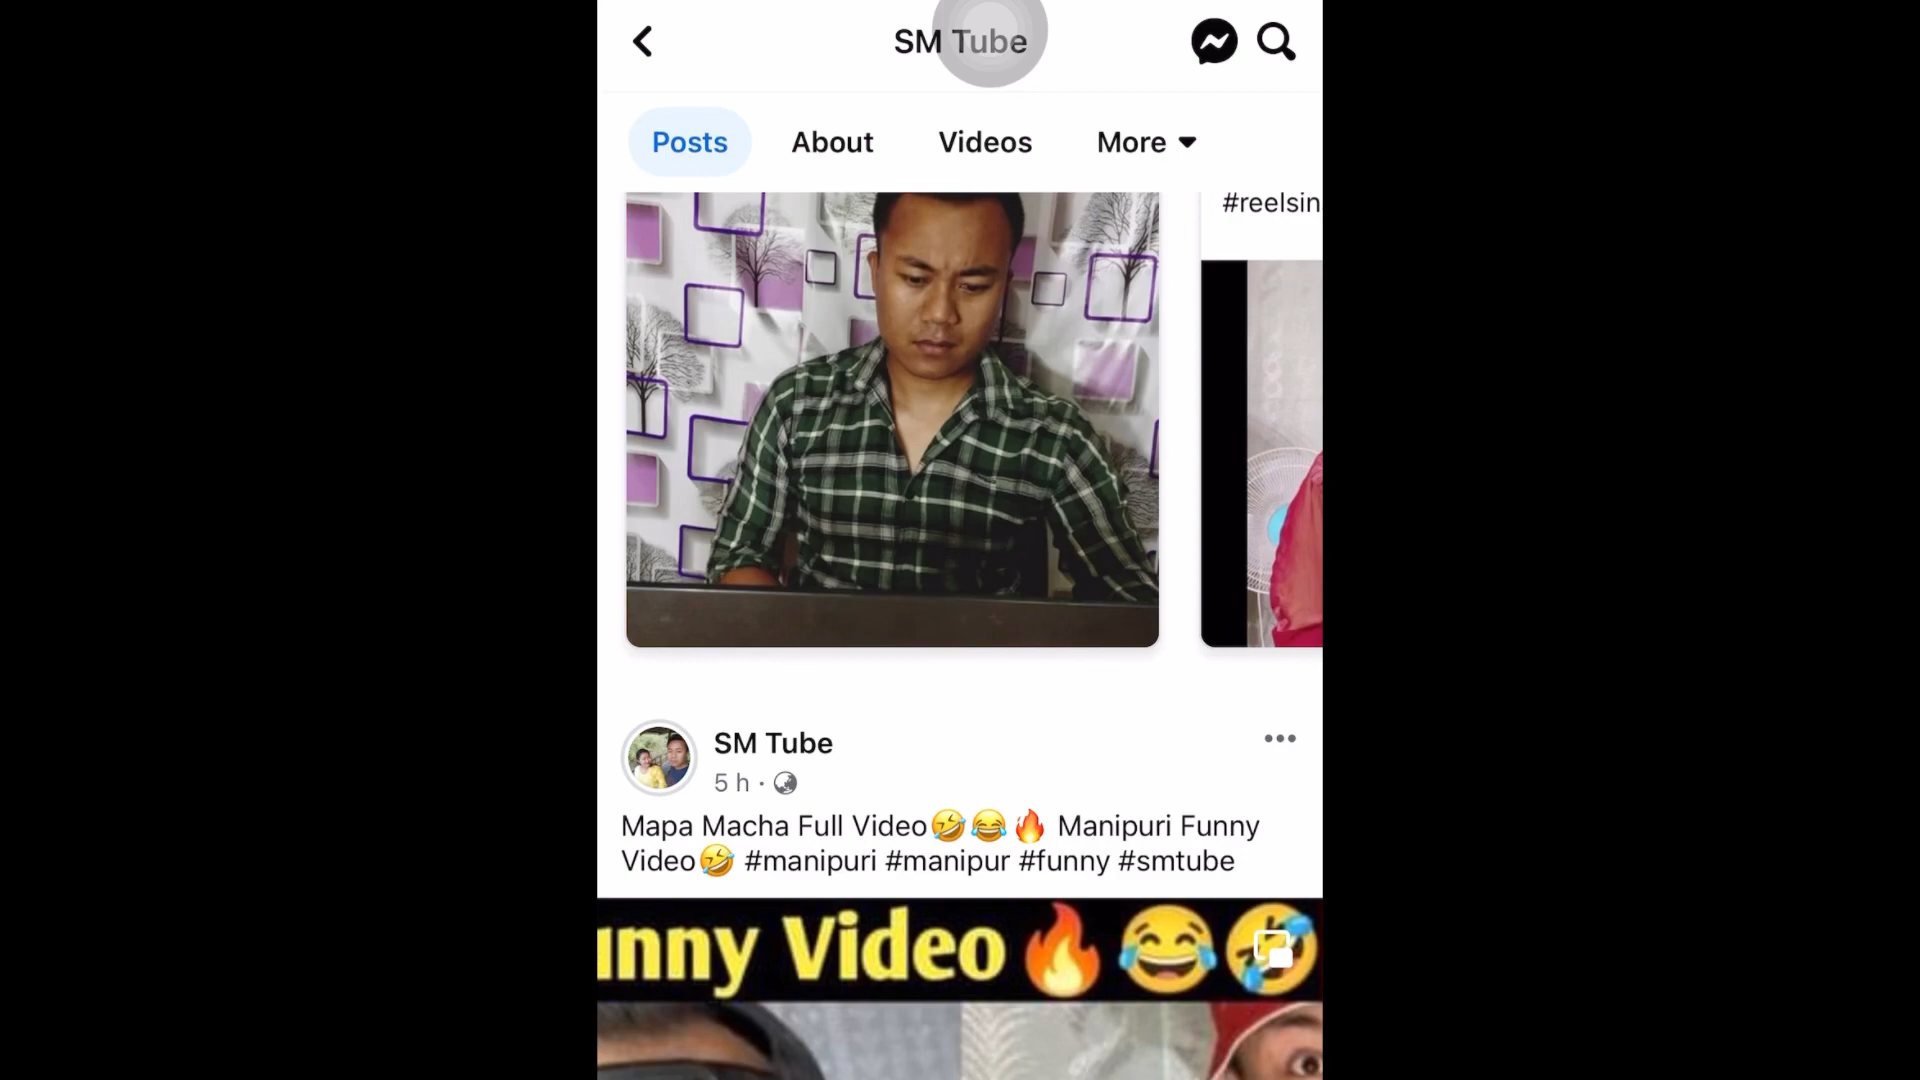 SM Tube
Posts About Videos More
#reelsin
SM Tube
5 h ·
Mapa Macha Full Video🤣😂🔥 Manipuri Funny
Video🤣 #manipuri #manipur #funny #smtube
unny Video🔥😂🤣